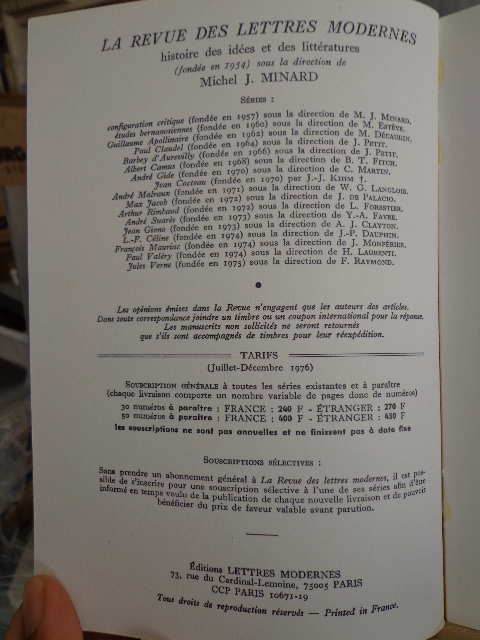 LA REVUE DES LETTRES MODERNES
histoire des idées et des littératures
(fondée en 1954) sous la direction de
Michel J. MINARD
SÉRIES :
configuration critique (fondée en 1957) sous la direction de M. J. MINARD.
études bernanosiennes (fondée en 1960) sous la direction de M. ESTÈVE.
Guillaume Apollinaire (fondée en 1962) sous la direction de M. DÉCAUDIN.
Paul Claudel (fondée en 1964) sous la direction de J. PETIT.
Barbey d'Aurevilly (fondée en 1966) sous la direction de J. PETIT.
Albert Camus (fondée en 1968) sous la direction de B. T. FITCH.
André Gide (fondée en 1970) sous la direction de C. MARTIN.
Jean Cocteau (fondée en 1970) par J.-J. KIHM †.
André Malraux (fondée en 1971) sous la direction de W. G. LANGLOIS.
Max Jacob (fondée en 1972) sous la direction de J. DE PALACIO.
Arthur Rimbaud (fondée en 1972) sous la direction de L. FORESTIER.
André Suarès (fondée en 1973) sous la direction de Y.-A. FAVRE.
Jean Giono (fondée en 1973) sous la direction de A. J. CLAYTON.
L.-F. Céline (fondée en 1974) sous la direction de J.-P. DAUPHIN.
François Mauriac (fondée en 1974) sous la direction de J. MONFÉRIER.
Paul Valéry (fondée en 1974) sous la direction de H. LAURENTI.
Jules Verne (fondée en 1975) sous la direction de F. RAYMOND.
Les opinions émises dans la Revue n'engagent que les auteurs des articles.
Dans toute correspondance joindre un timbre ou un coupon international pour la réponse.
Les manuscrits non sollicités ne seront retournés
que s'ils sont accompagnés de timbres pour leur réexpédition.
TARIFS
(Juillet-Décembre 1976)
SOUSCRIPTION GÉNÉRALE à toutes les séries existantes et à paraître
(chaque livraison comporte un nombre variable de pages donc de numéros)
30 numéros à paraître : FRANCE : 240 F - ÉTRANGER : 270 F
50 numéros à paraître : FRANCE : 400 F - ÉTRANGER : 430 F
les souscriptions ne sont pas annuelles et ne finissent pas à date fixe
SOUSCRIPTIONS SÉLECTIVES :
Sans prendre un abonnement général à La Revue des lettres modernes, il est pos-
sible de s'inscrire pour une souscription sélective à l'une de ses séries afin d'être
informé en temps voulu de la publication de chaque nouvelle livraison et de pouvoir
bénéficier du prix de faveur valable avant parution.
Éditions LETTRES MODERNES
73, rue du Cardinal-Lemoine, 75005 PARIS
CCP PARIS 10671-19
Tous droits de reproduction réservés — Printed in France.